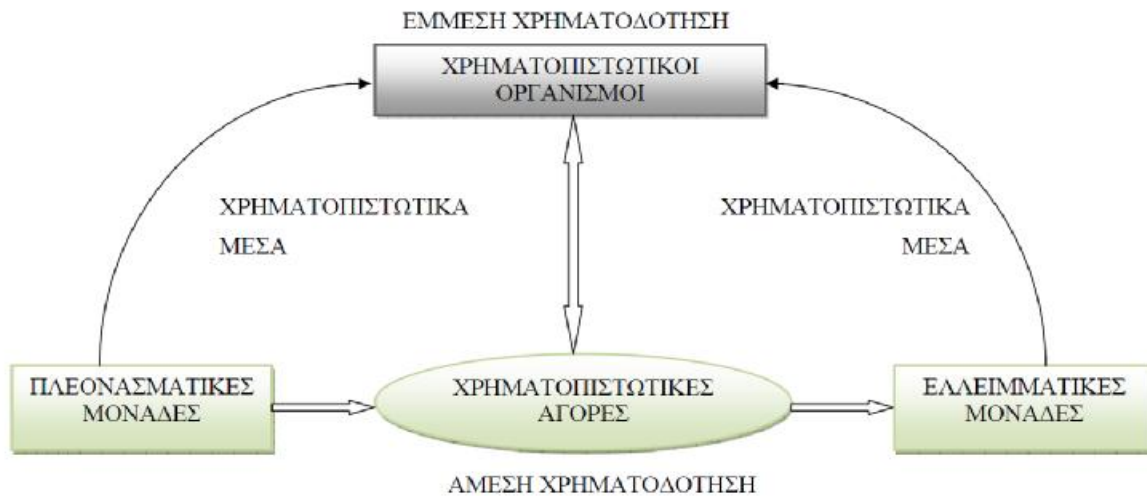 ΕΜΜΕΣΗ ΧΡΗΜΑΤΟΔΟΤΗΣΗ
ΧΡΗΜΑΤΟΠΙΣΤΩΤΙΚΟΙ
ΟΡΓΑΝΙΣΜΟΙ
ΧΡΗΜΑΤΟΠΙΣΤΩΤΙΚΑ
ΜΕΣΑ
ΧΡΗΜΑΤΟΠΙΣΤΩΤΙΚΑ
ΜΕΣΑ
ΠΛΕΟΝΑΣΜΑΤΙΚΕΣ
ΜΟΝΑΔΕΣ
ΧΡΗΜΑΤΟΠΙΣΤΩΤΙΚΕΣ
ΑΓΟΡΕΣ
ΕΛΛΕΙΜΜΑΤΙΚΕΣ
ΜΟΝΑΔΕΣ
ΑΜΕΣΗ ΧΡΗΜΑΤΟΔΟΤΗΣΗ